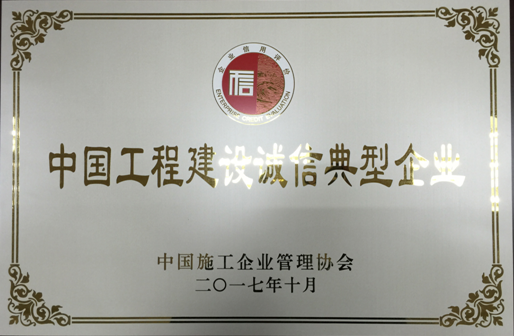 企业信用评价
信
ENTERPRISE CREDIT EVALUATION
中国工程建设诚信典型企业
中国施工企业管理协会
二〇一七年十月